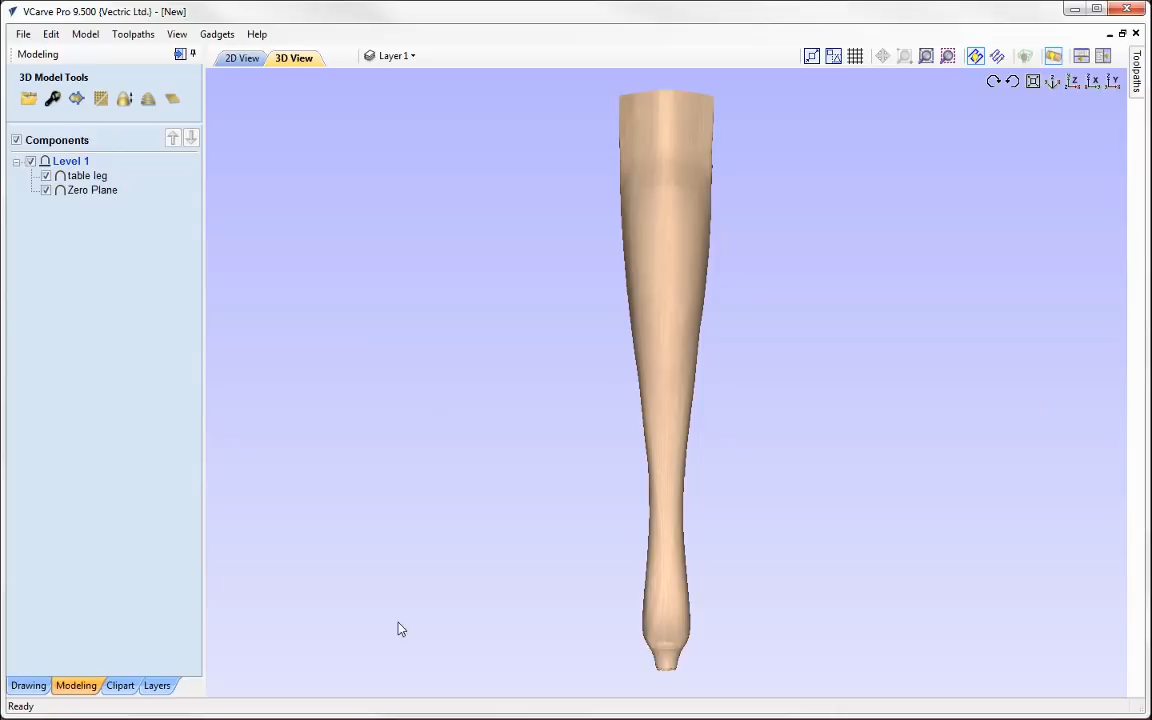 VCarve Pro 9.500 {Vectric Ltd.} - [New]
File Edit Model Toolpaths View Gadgets Help
Modeling
2D View 3D View Layer 1
3D Model Tools
Z X Y
Toolpaths
Components
Level 1
table leg
Zero Plane
Drawing Modeling Clipart Layers
Ready